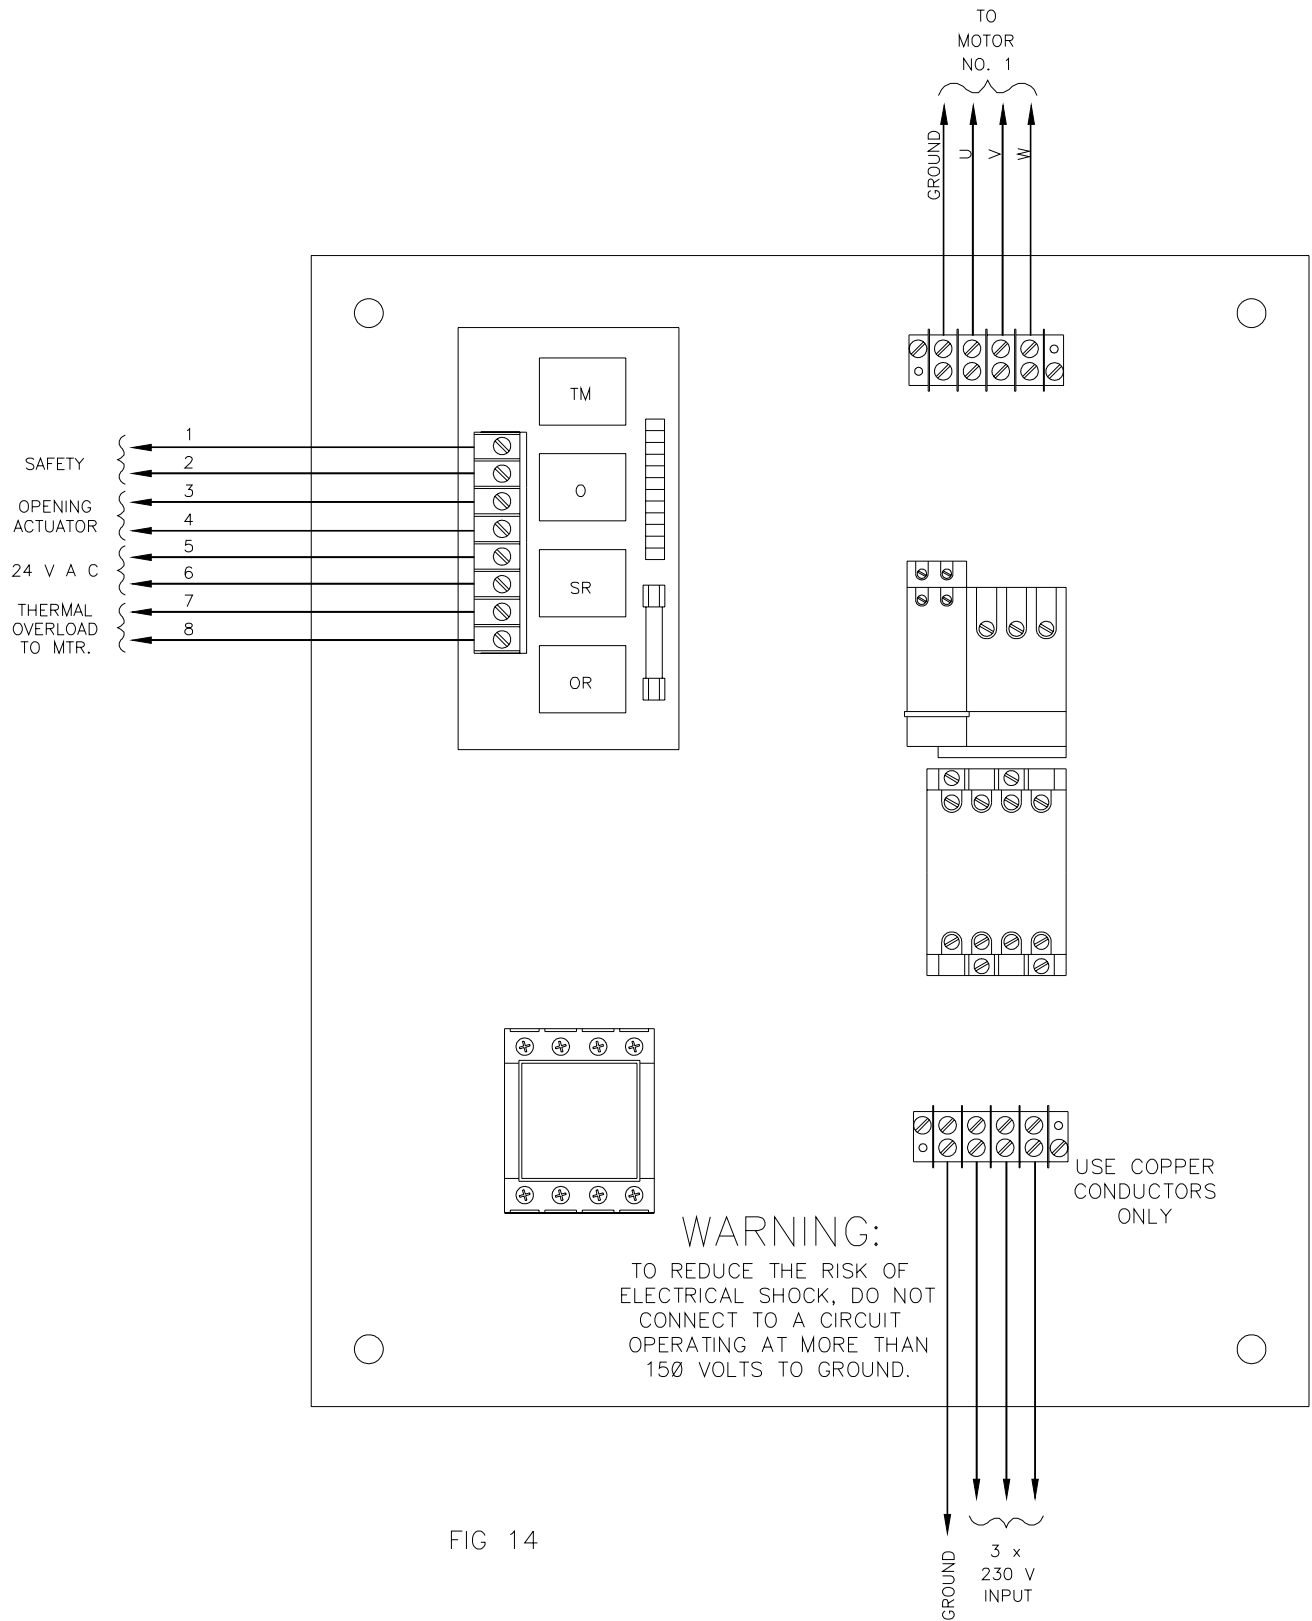 TO
MOTOR
NO. 1
GROUND
U
V
W
TM
O
SR
OR
1
2
3
4
5
6
7
8
SAFETY
OPENING
ACTUATOR
24 V A C
THERMAL
OVERLOAD
TO MTR.
USE COPPER
CONDUCTORS
ONLY
WARNING:
TO REDUCE THE RISK OF
ELECTRICAL SHOCK, DO NOT
CONNECT TO A CIRCUIT
OPERATING AT MORE THAN
150 VOLTS TO GROUND.
FIG 14
GROUND
3 x
230 V
INPUT